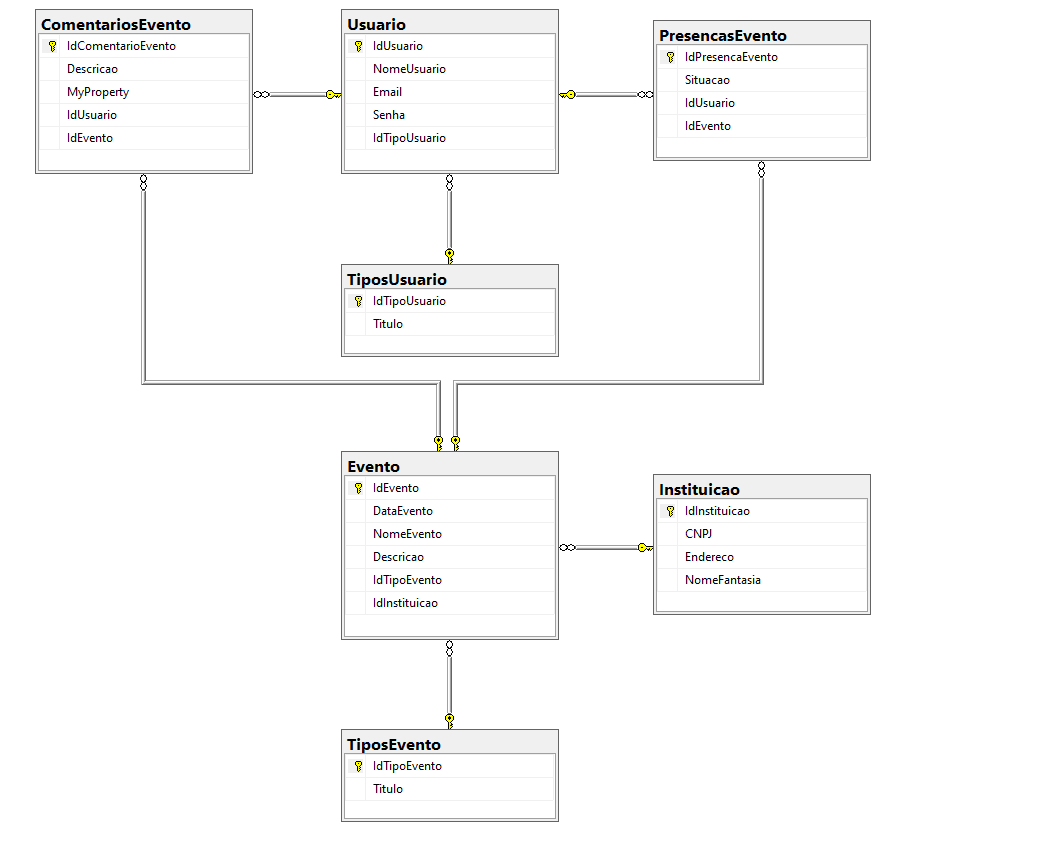 ComentariosEvento
IdComentarioEvento
Descricao
MyProperty
IdUsuario
IdEvento
Usuario
IdUsuario
NomeUsuario
Email
Senha
IdTipoUsuario
PresencasEvento
IdPresencaEvento
Situacao
IdUsuario
IdEvento
TiposUsuario
IdTipoUsuario
Titulo
Evento
IdEvento
DataEvento
NomeEvento
Descricao
IdTipoEvento
IdInstituicao
Instituicao
IdInstituicao
CNPJ
Endereco
NomeFantasia
TiposEvento
IdTipoEvento
Titulo